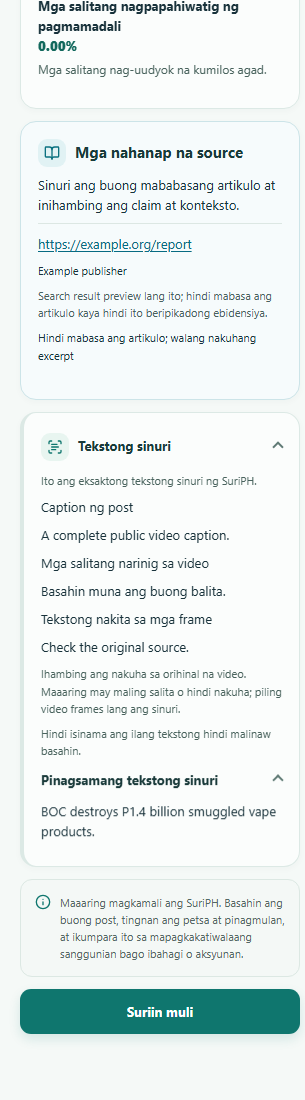 Mga salitang nagpapahiwatig ng
pagmamadali
0.00%
Mga salitang nag-uudyok na kumilos agad.
Mga nahanap na source
Sinuri ang buong mababasang artikulo at
inihambing ang claim at konteksto.
https://example.org/report
Example publisher
Search result preview lang ito; hindi mabasa ang
artikulo kaya hindi ito beripikadong ebidensiya.
Hindi mabasa ang artikulo; walang nakuhang
excerpt
Tekstong sinuri
Ito ang eksaktong tekstong sinuri ng SuriPH.
Caption ng post
A complete public video caption.
Mga salitang narinig sa video
Basahin muna ang buong balita.
Tekstong nakita sa mga frame
Check the original source.
Ihambing ang nakuha sa orihinal na video.
Maaaring may maling salita o hindi nakuha; piling
video frames lang ang sinuri.
Hindi isinama ang ilang tekstong hindi malinaw
basahin.
Pinagsamang tekstong sinuri
BOC destroys P1.4 billion smuggled vape
products.
Maaaring magkamali ang SuriPH. Basahin ang
buong post, tingnan ang petsa at pinagmulan,
at ikumpara ito sa mapagkakatiwalaang
sanggunian bago ibahagi o aksyunan.
Suriin muli